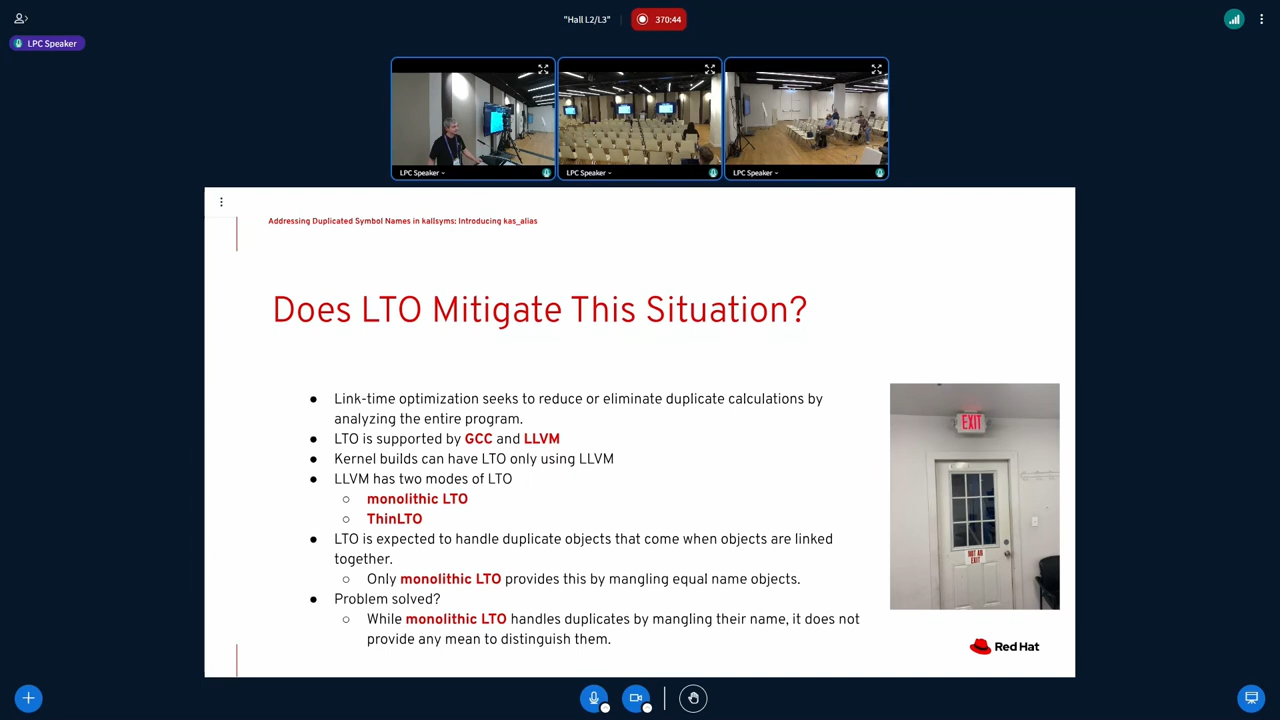 "Hall L2/L3"
370:44
LPC Speaker
LPC Speaker
LPC Speaker
LPC Speaker
Addressing Duplicated Symbol Names in kallsyms: Introducing kas_alias
Does LTO Mitigate This Situation?
● Link-time optimization seeks to reduce or eliminate duplicate calculations by
analyzing the entire program.
● LTO is supported by GCC and LLVM
● Kernel builds can have LTO only using LLVM
● LLVM has two modes of LTO
○ monolithic LTO
○ ThinLTO
● LTO is expected to handle duplicate objects that come when objects are linked
together.
○ Only monolithic LTO provides this by mangling equal name objects.
● Problem solved?
○ While monolithic LTO handles duplicates by mangling their name, it does not
provide any mean to distinguish them.
EXIT
NOT AN
EXIT
Red Hat